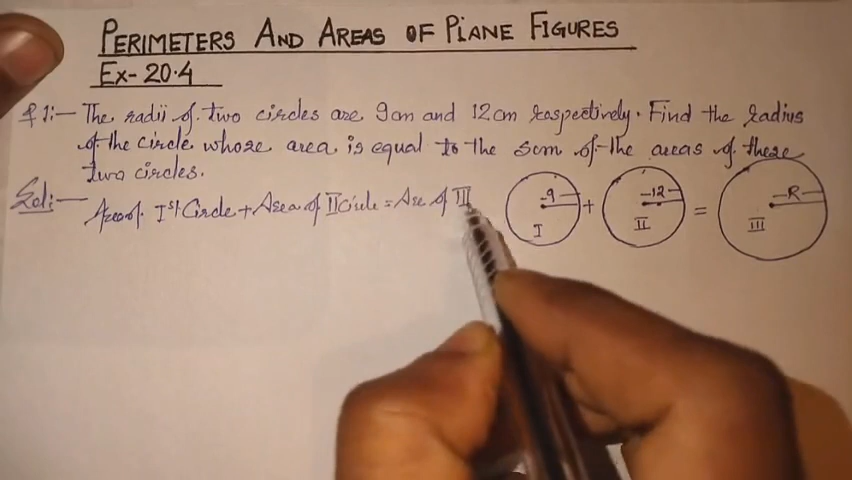 PERIMETERS AND AREAS OF PLANE FIGURES
Ex-20.4
Q1:- The radii of two circles are 9cm and 12cm respectively. Find the radius
of the circle whose area is equal to the sum of the areas of these
two circles.
Sol:- Area of Ist Circle + Area of II Circle = Are of III
9 I + 12 II = R III